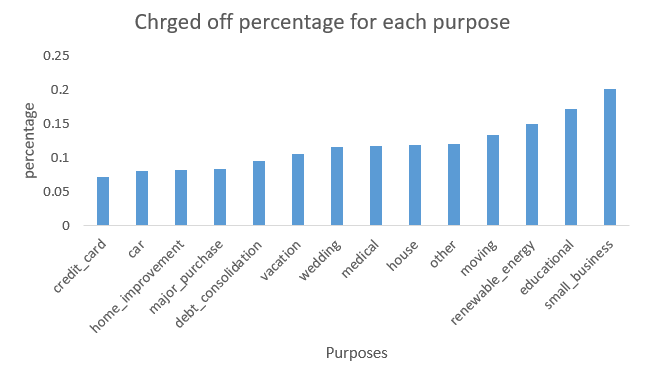 Chrged off percentage for each purpose
0.25
0.2
0.15
0.1
0.05
0
percentage
credit_card
car
home_improvement
major_purchase
debt_consolidation
vacation
wedding
medical
house
other
moving
renewable_energy
educational
small_business
Purposes